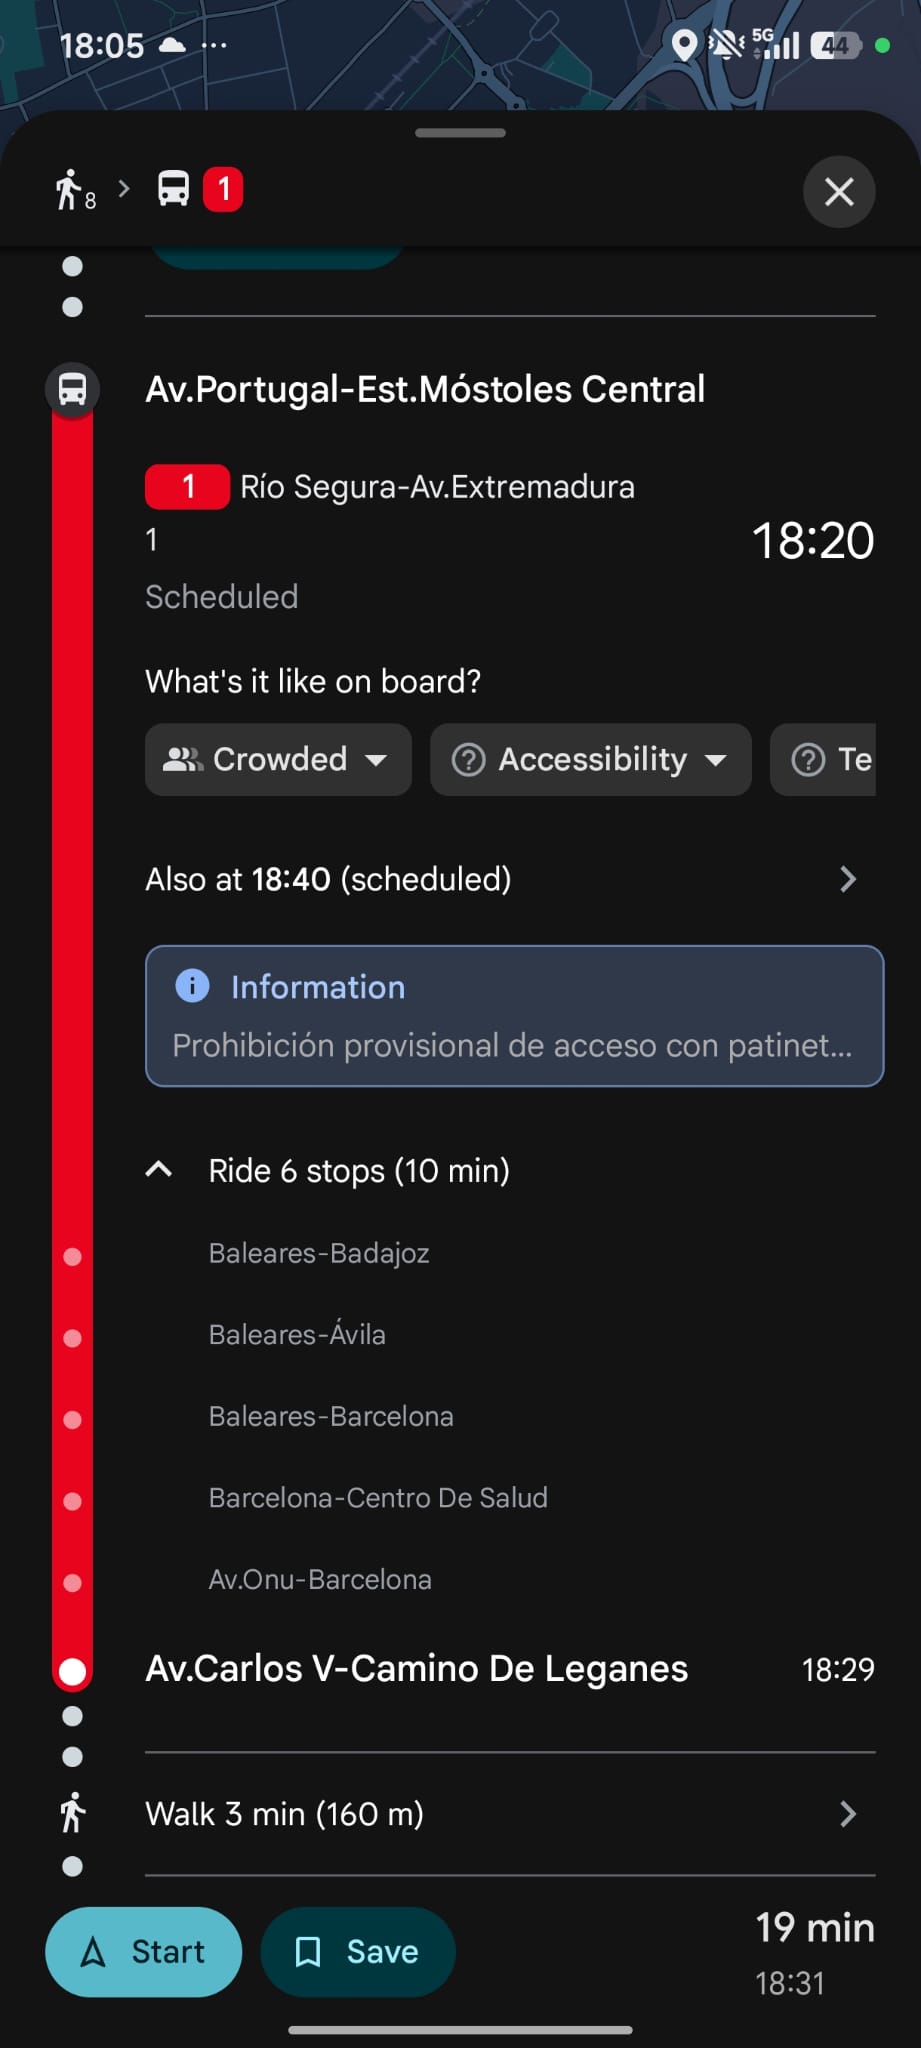 18:05
5G
44
8
1
Av.Portugal-Est.Móstoles Central
1 Río Segura-Av.Extremadura
1
18:20
Scheduled
What's it like on board?
Crowded
Accessibility
Te
Also at 18:40 (scheduled)
Information
Prohibición provisional de acceso con patinet...
Ride 6 stops (10 min)
Baleares-Badajoz
Baleares-Ávila
Baleares-Barcelona
Barcelona-Centro De Salud
Av.Onu-Barcelona
Av.Carlos V-Camino De Leganes 18:29
Walk 3 min (160 m)
Start
Save
19 min
18:31